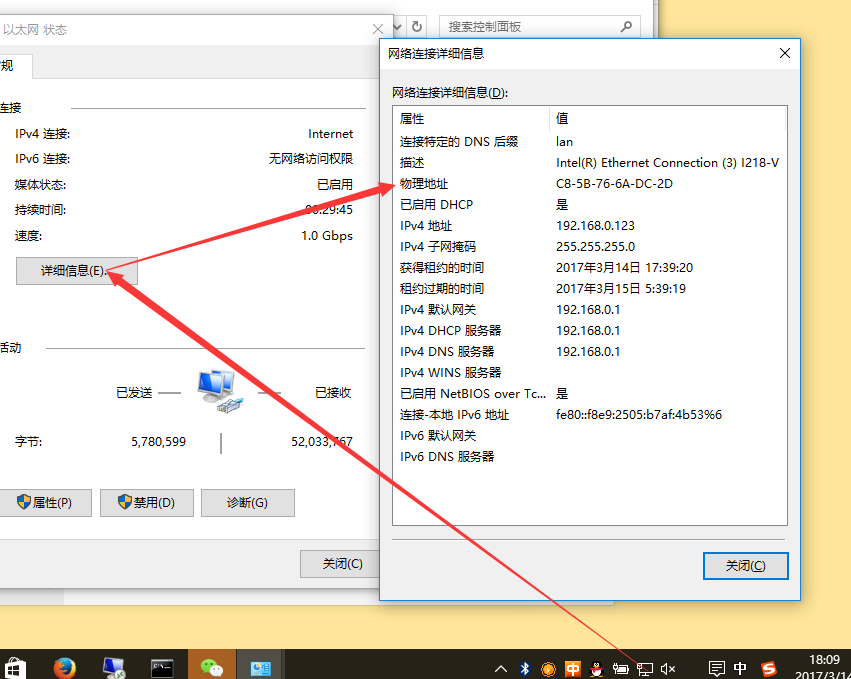 以太网 状态
搜索控制面板
规
连接
IPv4 连接:
Internet
IPv6 连接:
无网络访问权限
媒体状态:
已启用
持续时间:
00:29:45
速度:
1.0 Gbps
详细信息(E)...
活动
已发送
已接收
字节:
5,780,599
52,033,767
属性(P)
禁用(D)
诊断(G)
关闭(C)
网络连接详细信息
网络连接详细信息(D):
属性 值
连接特定的 DNS 后缀 lan
描述 Intel(R) Ethernet Connection (3) I218-V
物理地址 C8-5B-76-6A-DC-2D
已启用 DHCP 是
IPv4 地址 192.168.0.123
IPv4 子网掩码 255.255.255.0
获得租约的时间 2017年3月14日 17:39:20
租约过期的时间 2017年3月15日 5:39:19
IPv4 默认网关 192.168.0.1
IPv4 DHCP 服务器 192.168.0.1
IPv4 DNS 服务器 192.168.0.1
IPv4 WINS 服务器
已启用 NetBIOS over Tc... 是
连接-本地 IPv6 地址 fe80::f8e9:2505:b7af:4b53%6
IPv6 默认网关
IPv6 DNS 服务器
关闭(C)
中
中
S
18:09
2017/3/14